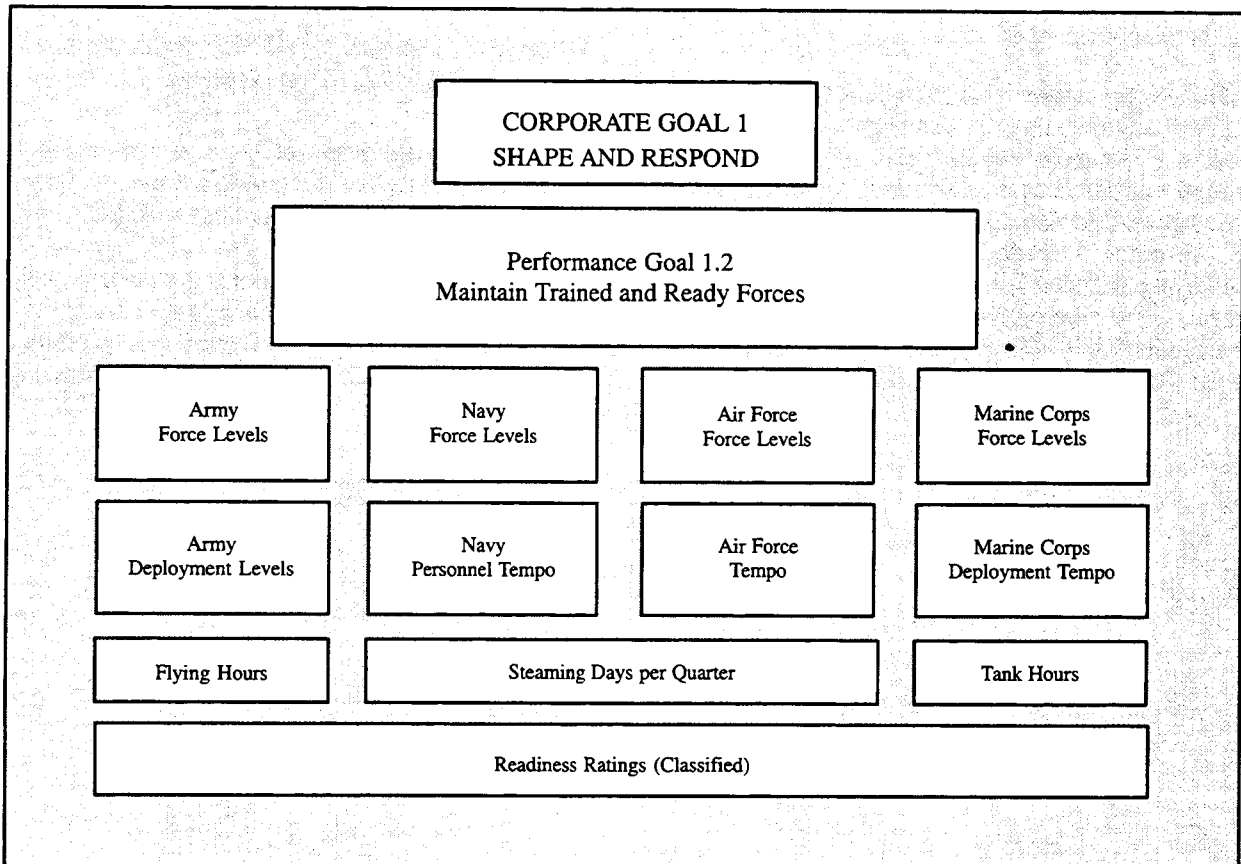 CORPORATE GOAL 1
SHAPE AND RESPOND
Performance Goal 1.2
Maintain Trained and Ready Forces
Army
Force Levels
Navy
Force Levels
Air Force
Force Levels
Marine Corps
Force Levels
Army
Deployment Levels
Navy
Personnel Tempo
Air Force
Tempo
Marine Corps
Deployment Tempo
Flying Hours
Steaming Days per Quarter
Tank Hours
Readiness Ratings (Classified)